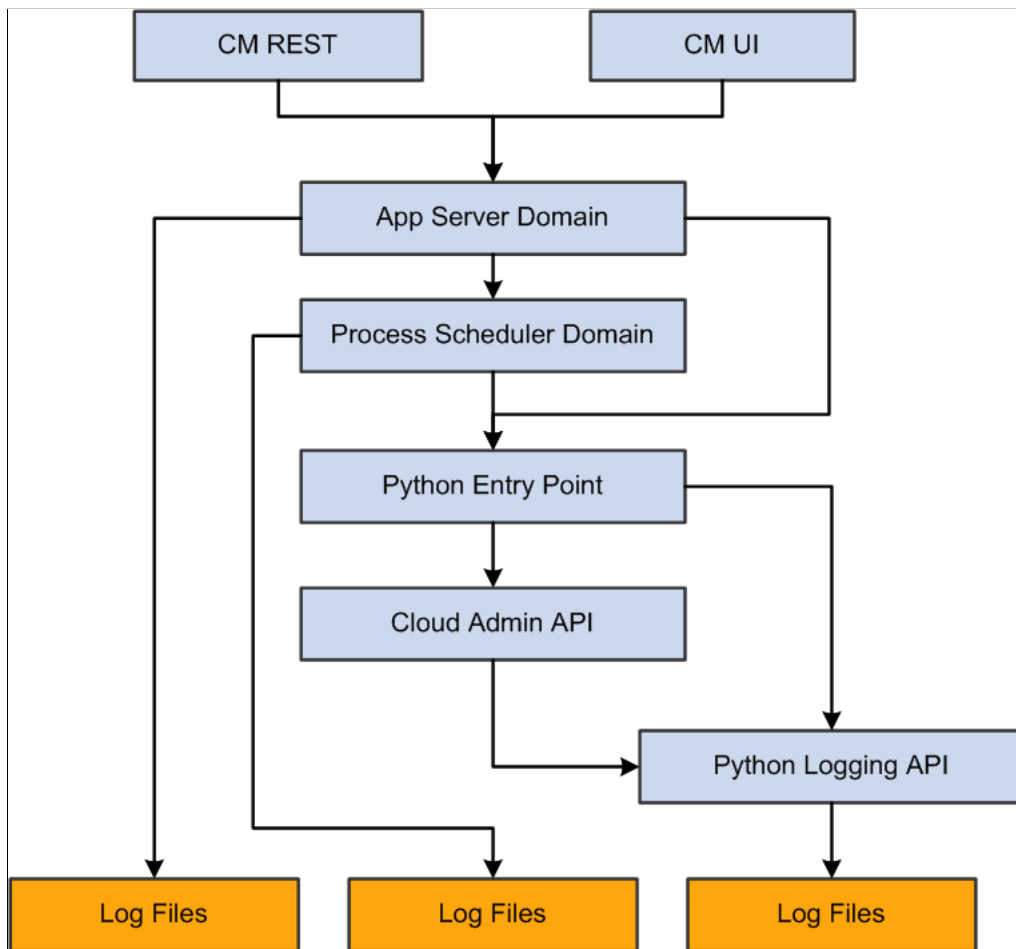 CM REST
CM UI
App Server Domain
Process Scheduler Domain
Python Entry Point
Cloud Admin API
Python Logging API
Log Files
Log Files
Log Files